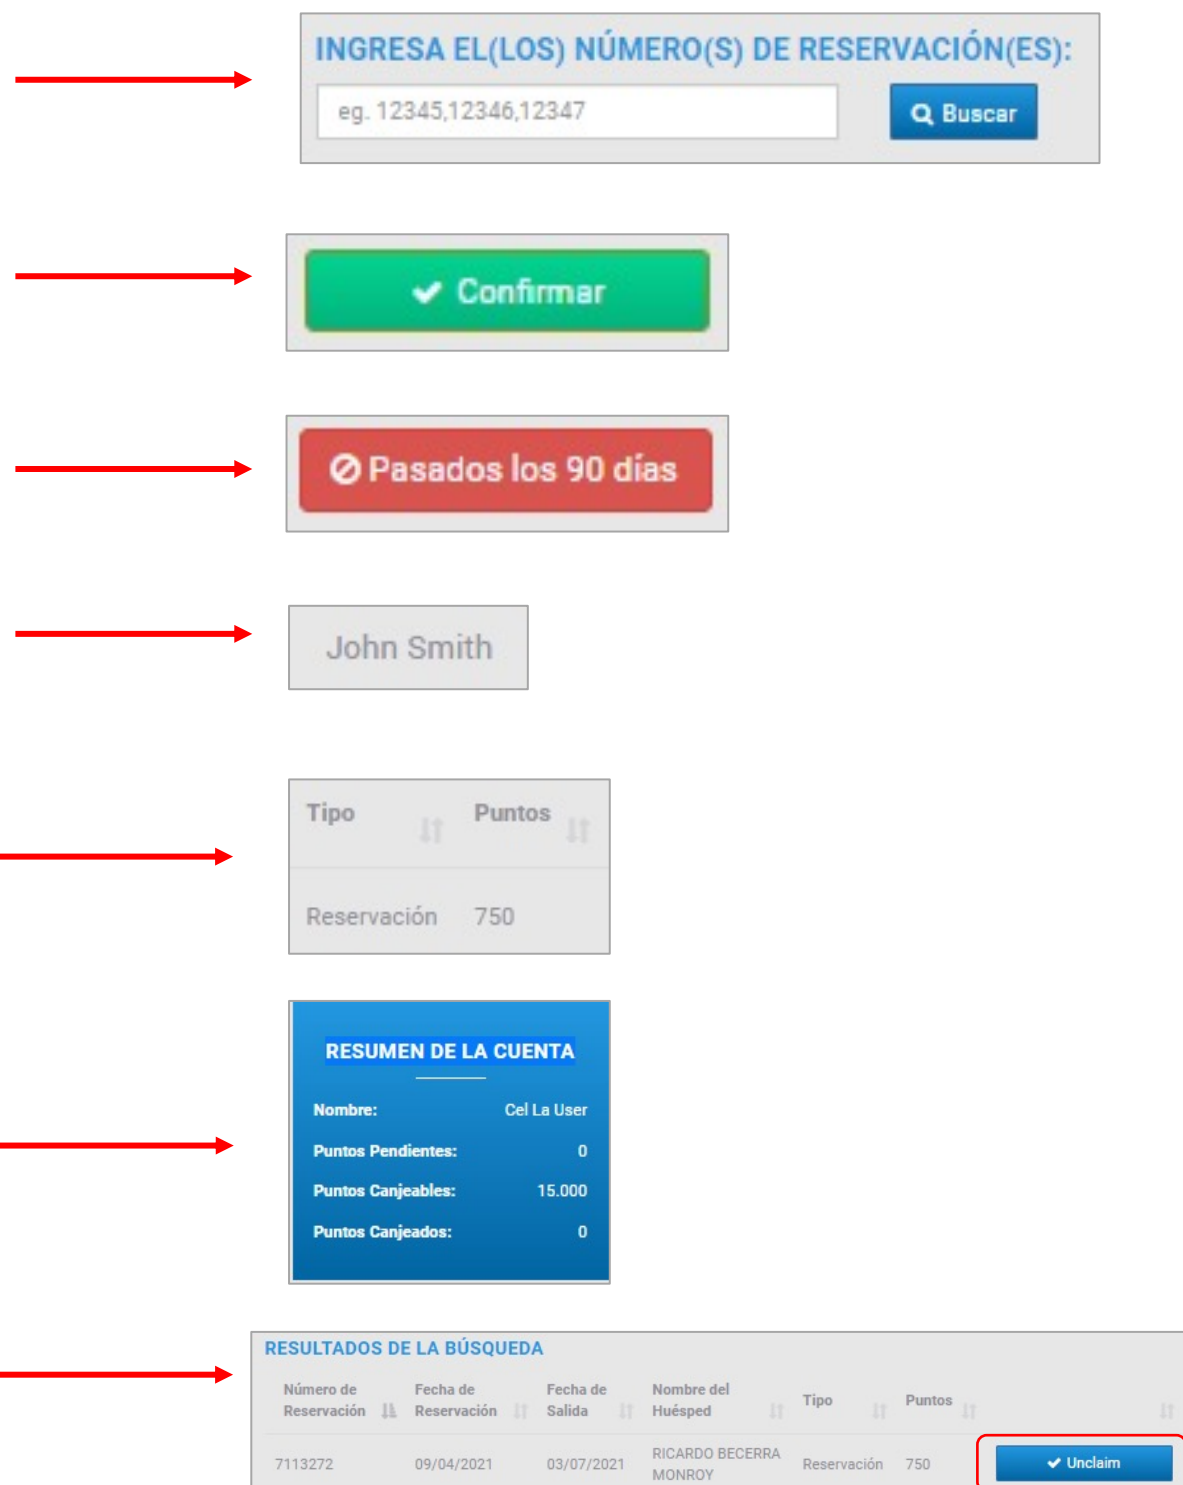 INGRESA EL(LOS) NÚMERO(S) DE RESERVACIÓN(ES):
eg. 12345,12346,12347
Buscar
Confirmar
Pasados los 90 días
John Smith
Tipo Puntos
Reservación 750
RESUMEN DE LA CUENTA
Nombre: Cel La User
Puntos Pendientes: 0
Puntos Canjeables: 15.000
Puntos Canjeados: 0
RESULTADOS DE LA BÚSQUEDA
Número de Reservación Fecha de Reservación Fecha de Salida Nombre del Huésped Tipo Puntos
7113272 09/04/2021 03/07/2021 RICARDO BECERRA MONROY Reservación 750 Unclaim